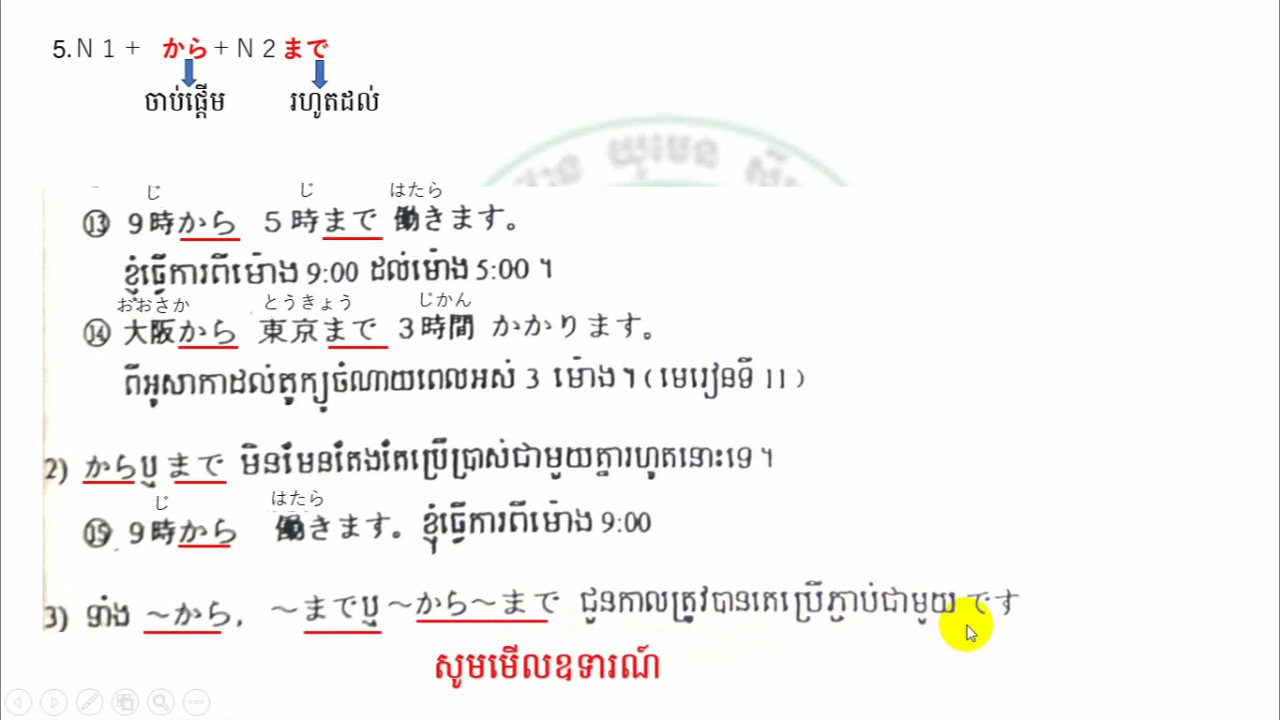 5.Ｎ１＋ から＋Ｎ２まで
ចាប់ផ្តើម រហូតដល់
យូមេន
じ じ はたら
⑬ 9時から 5時まで 働きます。
ខ្ញុំធ្វើការពីម៉ោង 9:00 ដល់ម៉ោង 5:00 ។
おおさか とうきょう じかん
⑭ 大阪から 東京まで 3時間 かかります。
ពីអូសាកាដល់តូក្យូចំណាយពេលអស់ 3 ម៉ោង។ (មេរៀនទី 11)
2) からឬ まで មិនមែនតែងតែប្រើប្រាស់ជាមួយគ្នារហូតនោះទេ។
じ はたら
⑮ 9時から 働きます。 ខ្ញុំធ្វើការពីម៉ោង 9:00
3) ទាំង ～から, ～までឬ ～から～まで ជួនកាលត្រូវបានគេប្រើភ្ជាប់ជាមួយ です
សូមមើលឧទារណ៍